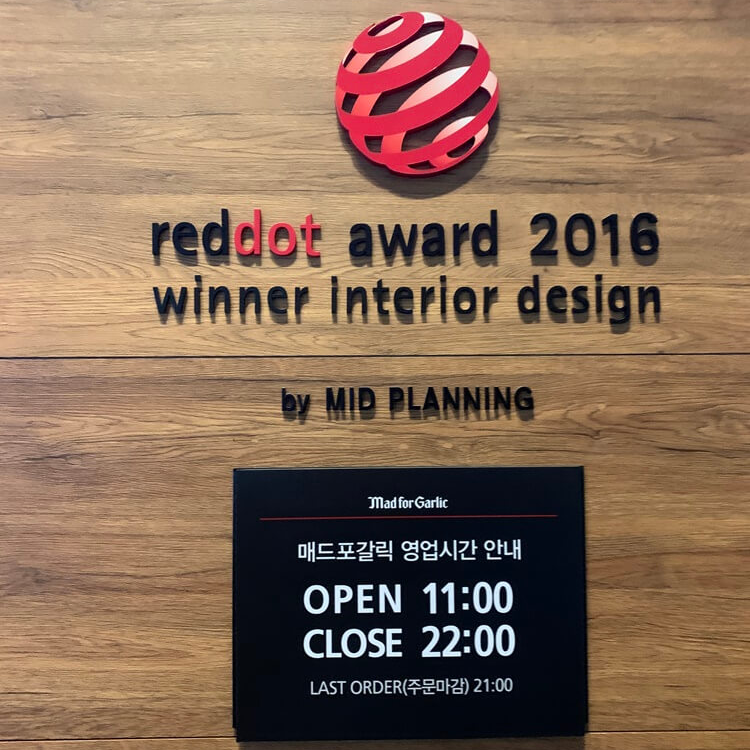 reddot award 2016
winner interior design
by MID PLANNING
Mad for Garlic
매드포갈릭 영업시간 안내
OPEN 11:00
CLOSE 22:00
LAST ORDER(주문마감) 21:00